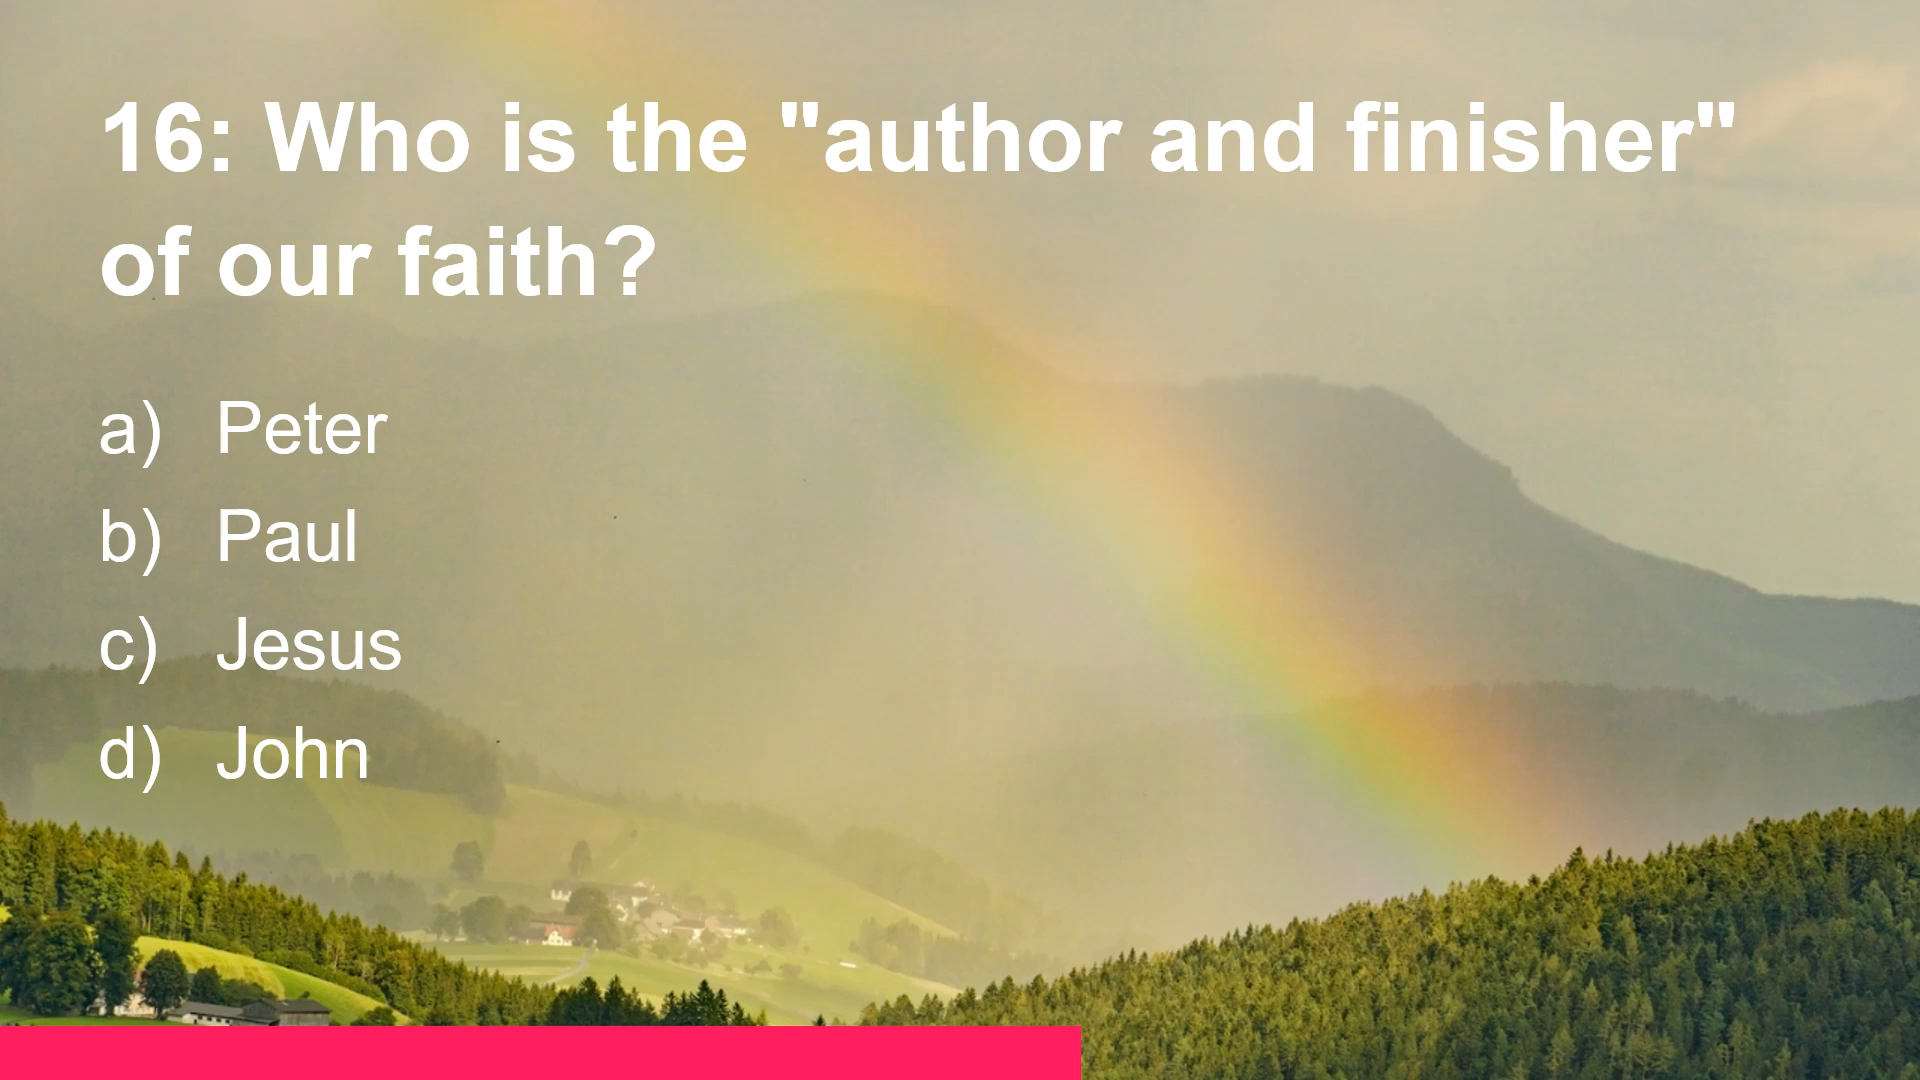 16: Who is the "author and finisher"
of our faith?
a) Peter
b) Paul
c) Jesus
d) John